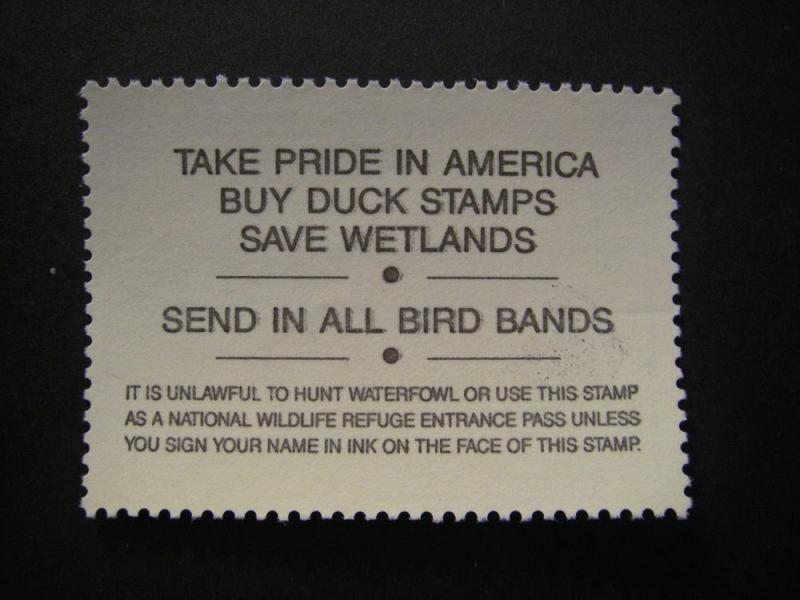 TAKE PRIDE IN AMERICA
BUY DUCK STAMPS
SAVE WETLANDS
SEND IN ALL BIRD BANDS
IT IS UNLAWFUL TO HUNT WATERFOWL OR USE THIS STAMP
AS A NATIONAL WILDLIFE REFUGE ENTRANCE PASS UNLESS
YOU SIGN YOUR NAME IN INK ON THE FACE OF THIS STAMP.